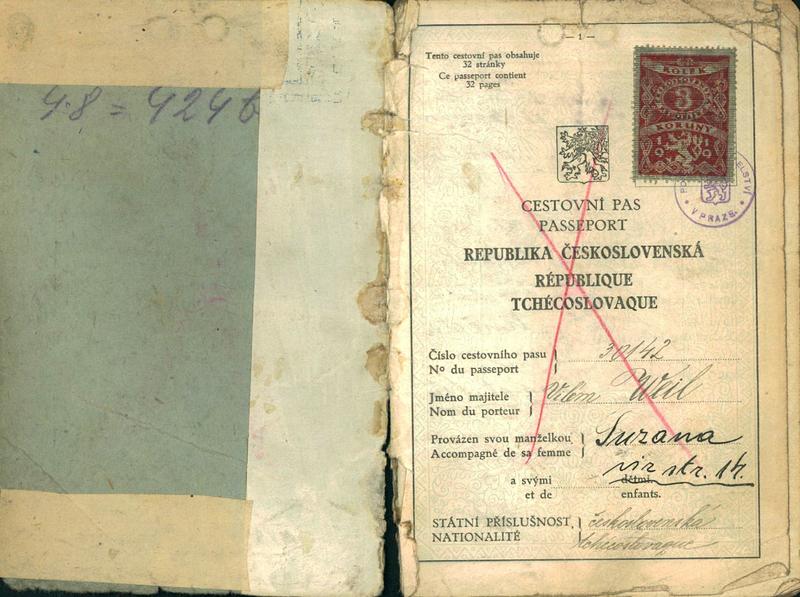 4.8 = 4246
— 1 —
Tento cestovní pas obsahuje
32 stránky
Ce passeport contient
32 pages
KOLEK
3
KORUNY
V PRAZE.
CESTOVNÍ PAS
PASSEPORT
REPUBLIKA ČESKOSLOVENSKÁ
RÉPUBLIQUE
TCHÉCOSLOVAQUE
Číslo cestovního pasu } 30142
No du passeport
Jméno majitele } Vilém Weil
Nom du porteur
Provázen svou manželkou } Suzana
Accompagné de sa femme
viz str. 14.
a svými dětmi.
et de enfants.
STÁTNÍ PŘÍSLUŠNOST } československá
NATIONALITÉ tchécoslovaque